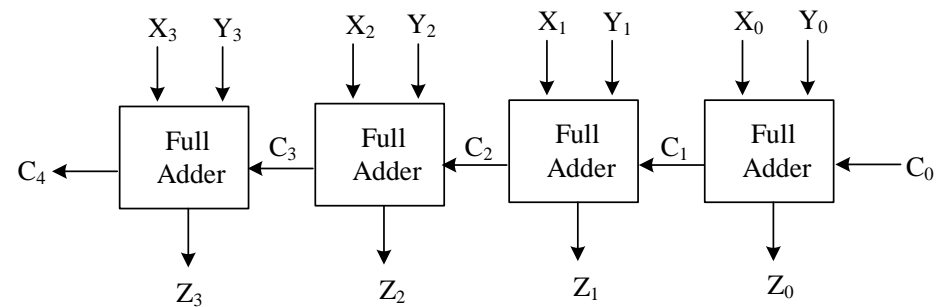 X₃ Y₃ X₂ Y₂ X₁ Y₁ X₀ Y₀
Full Adder Full Adder Full Adder Full Adder
C₄ C₃ C₂ C₁ C₀
Z₃ Z₂ Z₁ Z₀